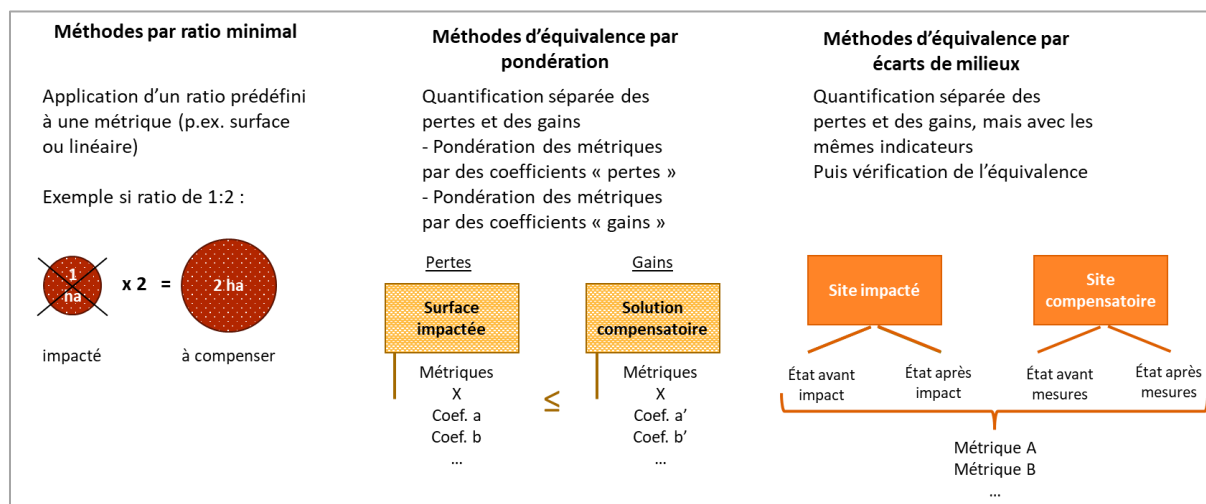 Méthodes par ratio minimal
Application d’un ratio prédéfini
à une métrique (p.ex. surface
ou linéaire)
Exemple si ratio de 1:2 :
1
ha
x 2 =
2 ha
impacté
à compenser
Méthodes d’équivalence par
pondération
Quantification séparée des
pertes et des gains
- Pondération des métriques
par des coefficients « pertes »
- Pondération des métriques
par des coefficients « gains »
Pertes
Gains
Surface
impactée
Solution
compensatoire
Métriques
X
Coef. a
Coef. b
...
≤
Métriques
X
Coef. a’
Coef. b’
...
Méthodes d’équivalence par
écarts de milieux
Quantification séparée des
pertes et des gains, mais avec les
mêmes indicateurs
Puis vérification de l’équivalence
Site impacté
Site
compensatoire
État avant
impact
État après
impact
État avant
mesures
État après
mesures
Métrique A
Métrique B
...